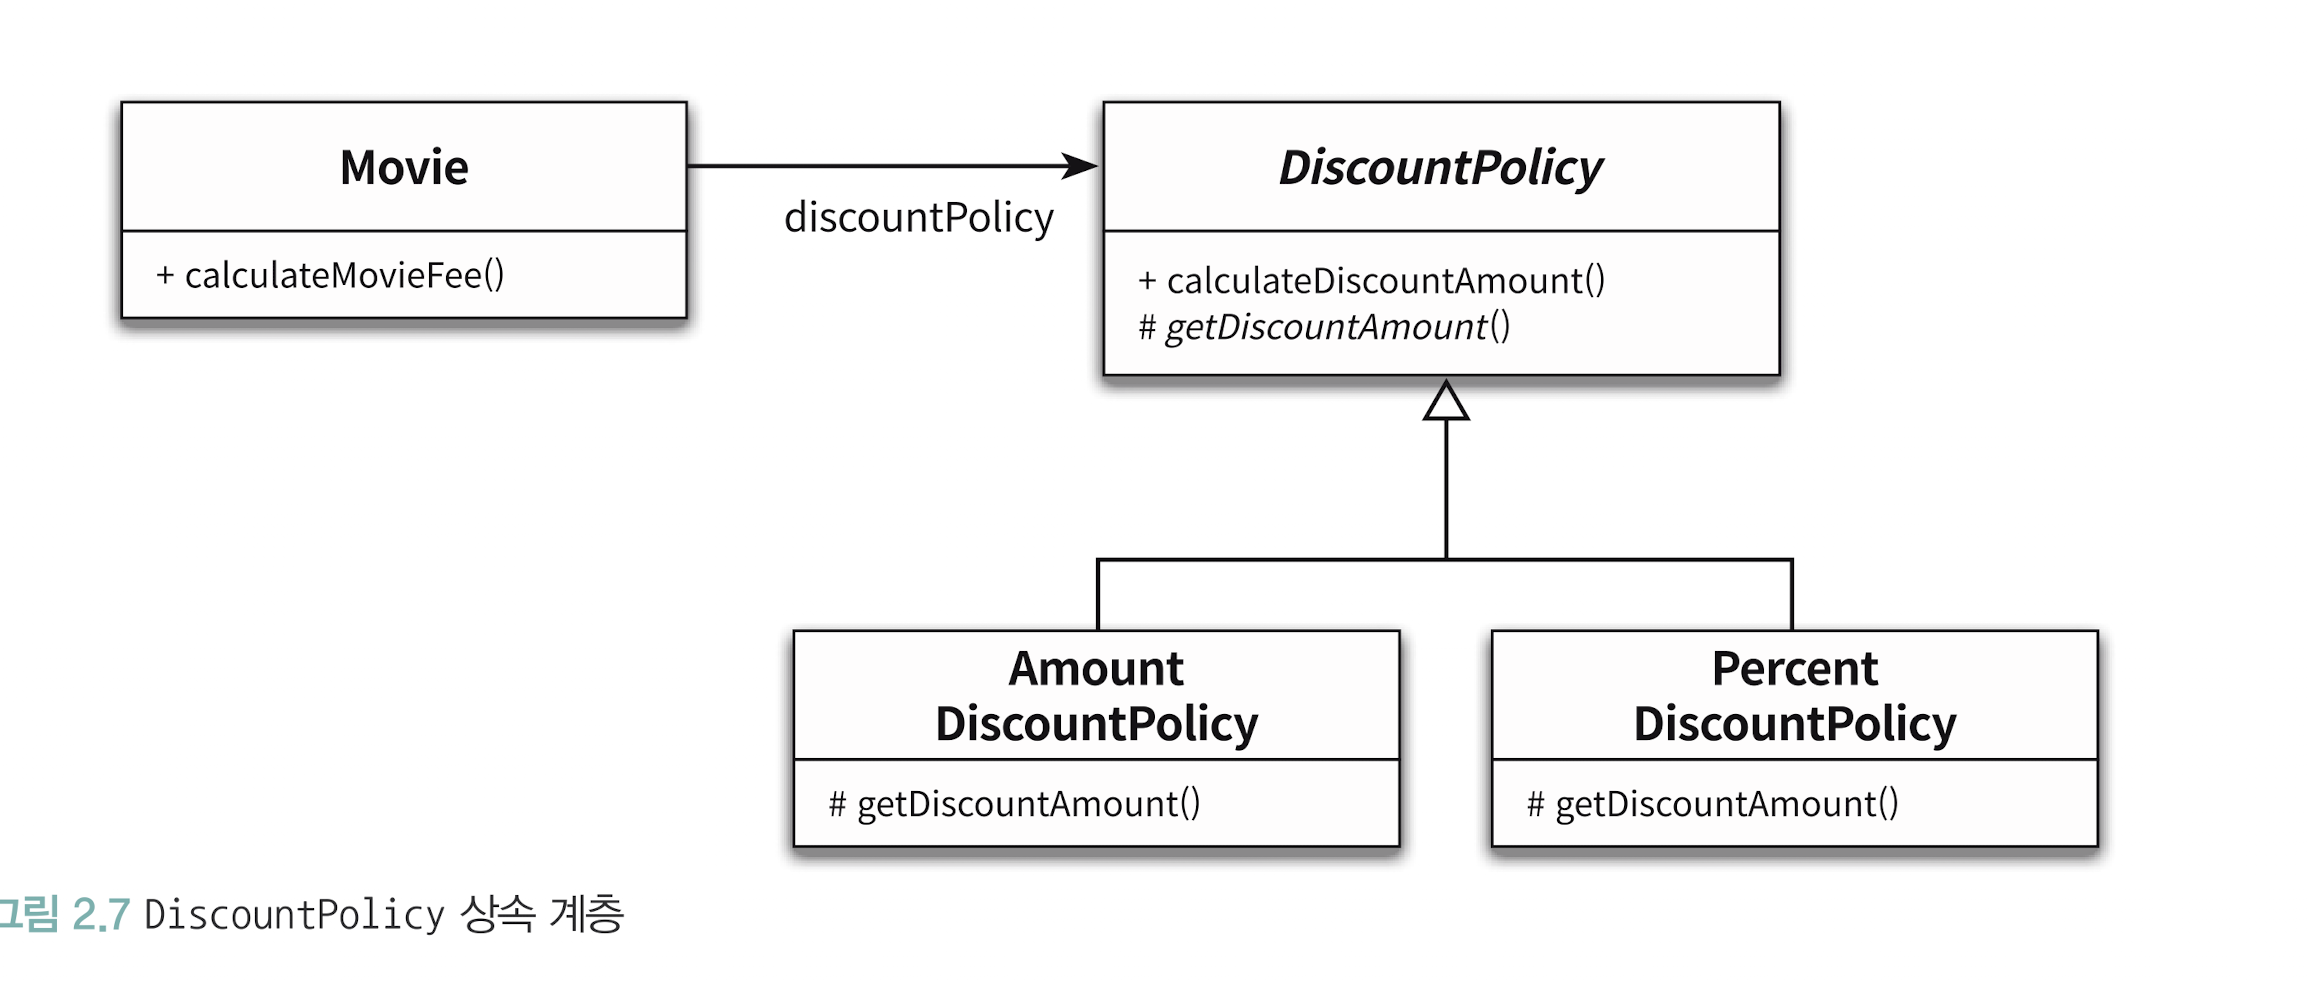 Movie
+ calculateMovieFee()
discountPolicy
DiscountPolicy
+ calculateDiscountAmount()
# getDiscountAmount()
Amount
DiscountPolicy
# getDiscountAmount()
Percent
DiscountPolicy
# getDiscountAmount()
그림 2.7 DiscountPolicy 상속 계층